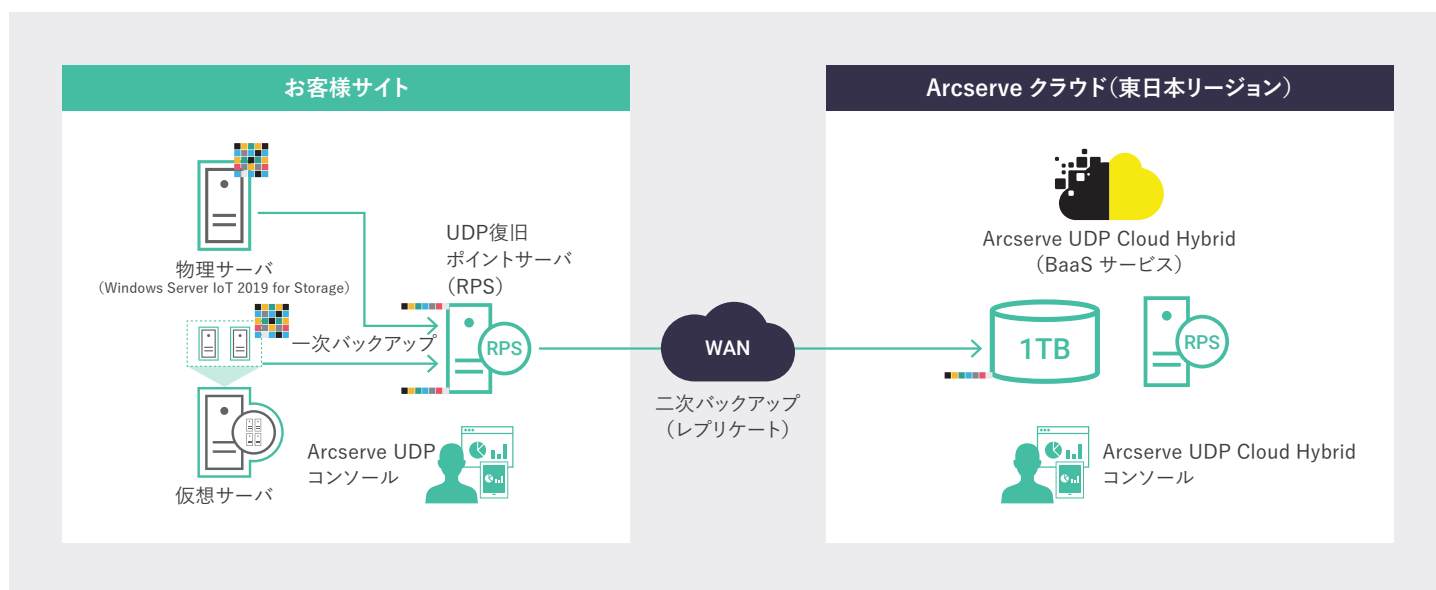 お客様サイト
物理サーバ
（Windows Server IoT 2019 for Storage）
一次バックアップ
仮想サーバ
UDP復旧
ポイントサーバ
（RPS）
RPS
Arcserve UDP
コンソール
WAN
二次バックアップ
（レプリケート）
Arcserve クラウド（東日本リージョン）
Arcserve UDP Cloud Hybrid
（BaaS サービス）
1TB
RPS
Arcserve UDP Cloud Hybrid
コンソール